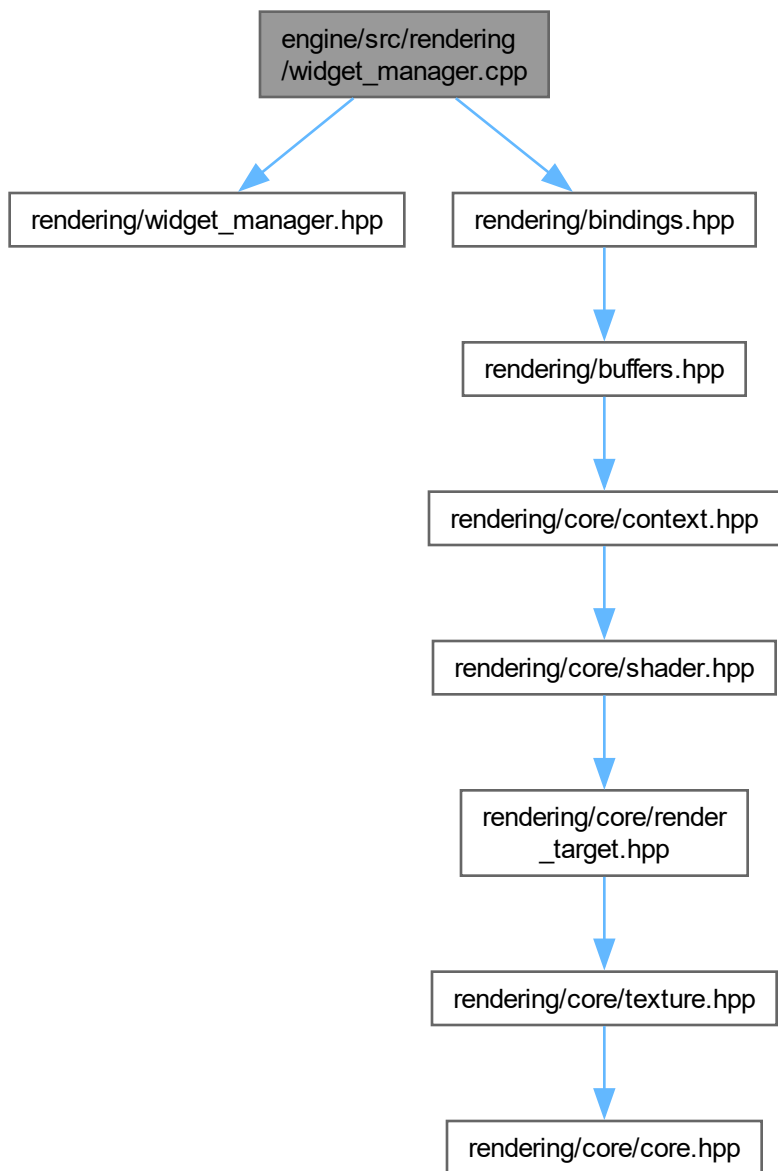 engine/src/rendering
/widget_manager.cpp
rendering/widget_manager.hpp
rendering/bindings.hpp
rendering/buffers.hpp
rendering/core/context.hpp
rendering/core/shader.hpp
rendering/core/render
_target.hpp
rendering/core/texture.hpp
rendering/core/core.hpp